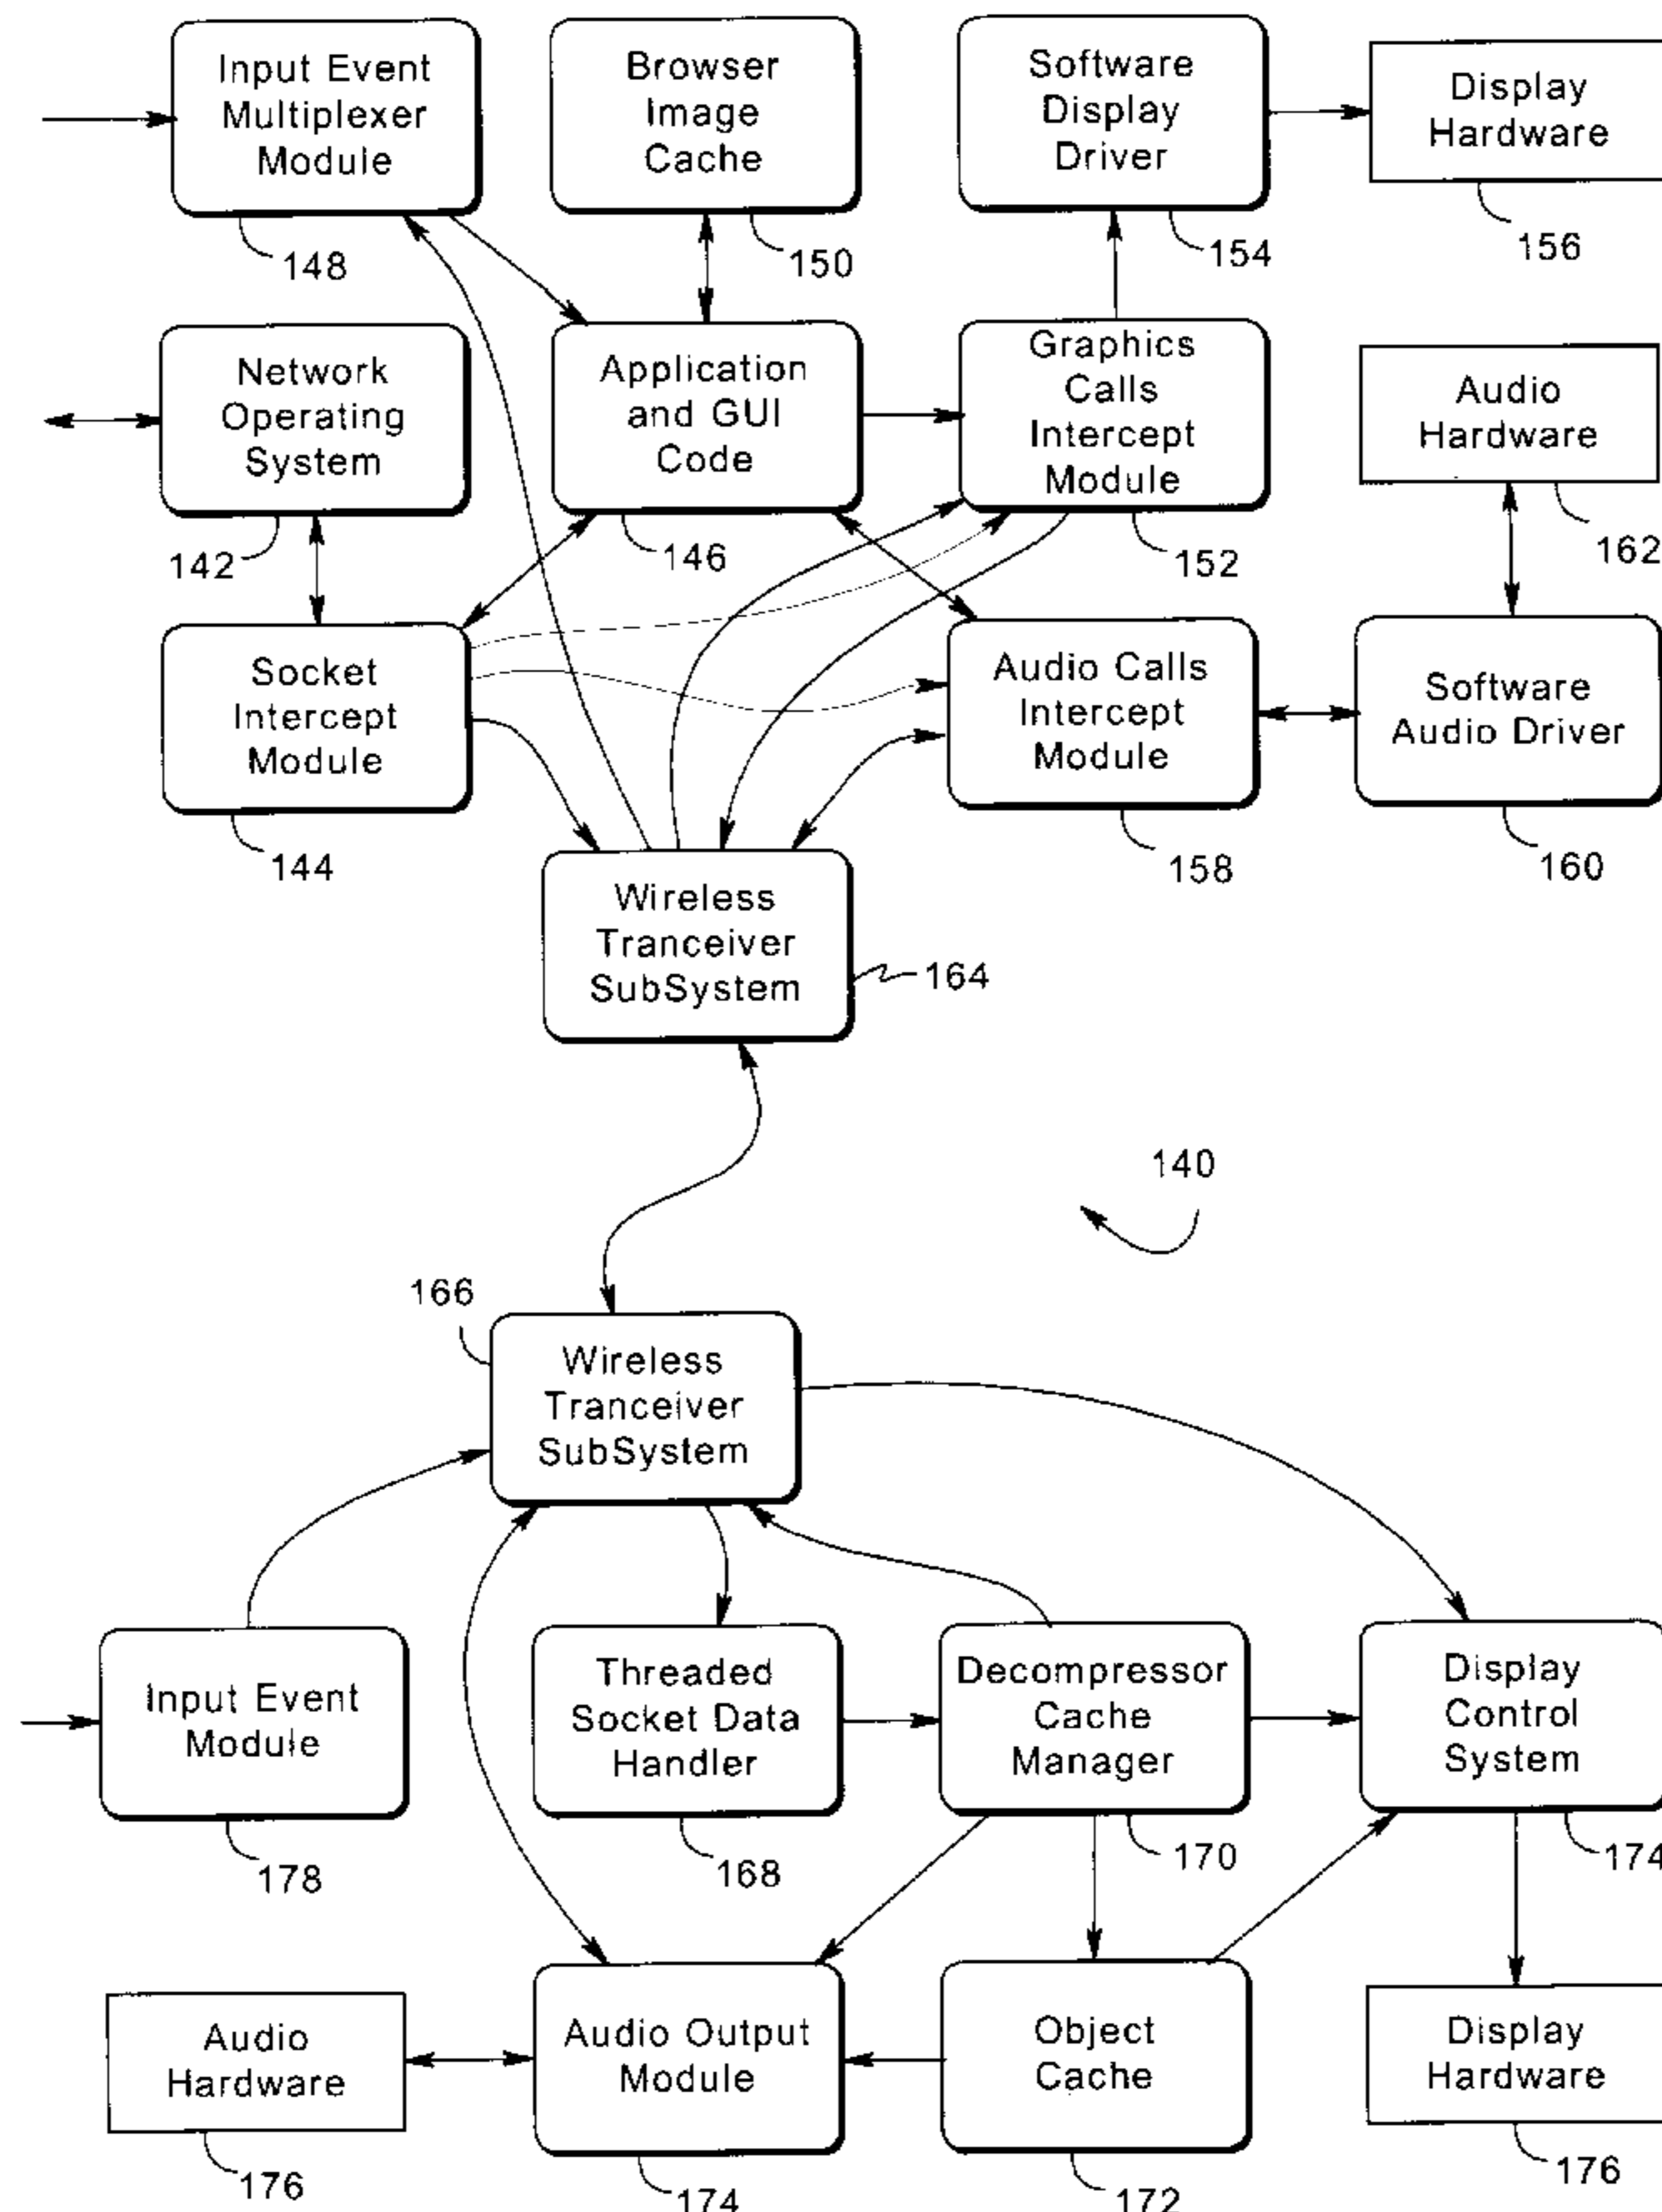 Input Event
Multiplexer
Module
148
Browser
Image
Cache
150
Software
Display
Driver
154
Display
Hardware
156
Network
Operating
System
142
Application
and GUI
Code
146
Graphics
Calls
Intercept
Module
152
Audio
Hardware
162
Socket
Intercept
Module
144
Audio Calls
Intercept
Module
158
Software
Audio Driver
160
Wireless
Tranceiver
SubSystem
164
140
166
Wireless
Tranceiver
SubSystem
Input Event
Module
178
Threaded
Socket Data
Handler
168
Decompressor
Cache
Manager
170
Display
Control
System
174
Audio
Hardware
176
Audio Output
Module
174
Object
Cache
172
Display
Hardware
176